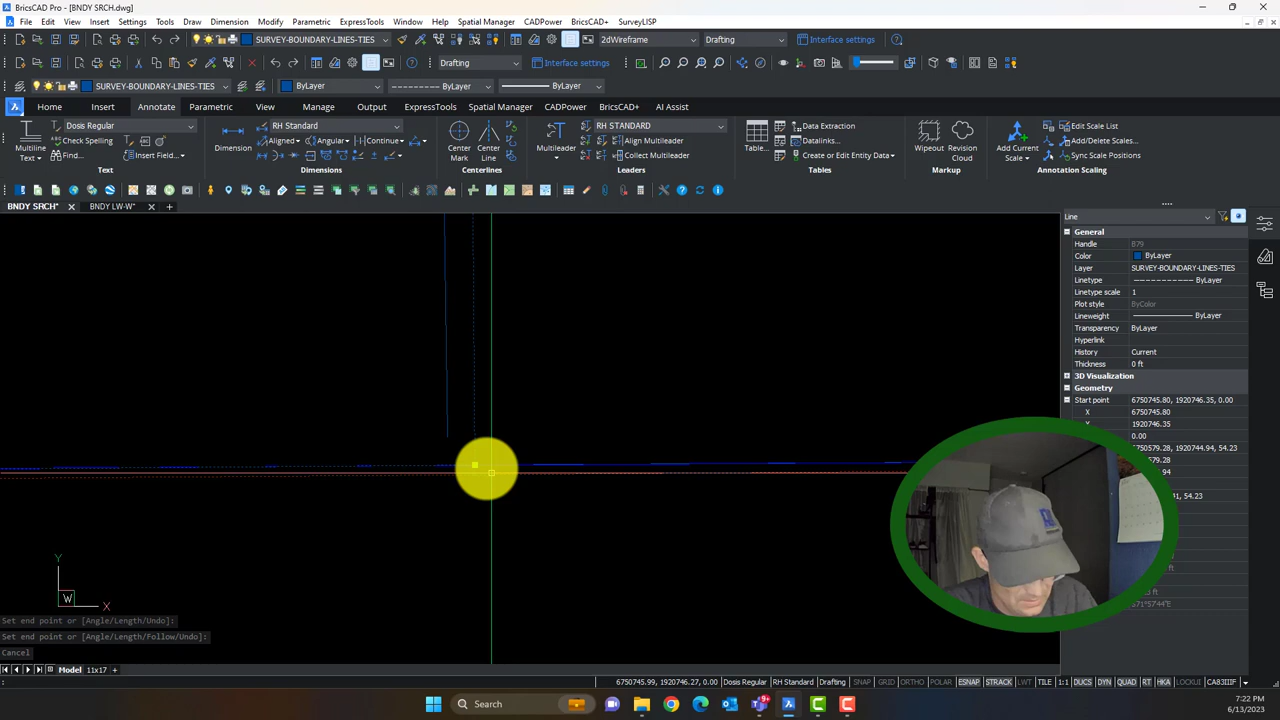 BricsCAD Pro - [BNDY SRCH.dwg]
File Edit View Insert Settings Tools Draw Dimension Modify Parametric ExpressTools Window Help Spatial Manager CADPower BricsCAD+ SurveyLISP
SURVEY-BOUNDARY-LINES-TIES 2dWireframe Drafting Interface settings
Drafting Interface settings
SURVEY-BOUNDARY-LINES-TIES ByLayer ByLayer ByLayer
Home Insert Annotate Parametric View Manage Output ExpressTools Spatial Manager CADPower BricsCAD+ AI Assist
Dosis Regular RH Standard RH STANDARD Data Extraction Add Edit Scale List
Check Spelling Aligned Angular Continue Align Multileader Datalinks... Add/Delete Scales...
Multiline Text Find... Insert Field... Dimension Center Mark Center Line Multileader Collect Multileader Table... Create or Edit Entity Data Wipeout Revision Cloud Add Current Scale Sync Scale Positions
Text Dimensions Centerlines Leaders Tables Markup Annotation Scaling
BNDY SRCH* BNDY LW-W*
Line
General
Handle B79
Color ByLayer
Layer SURVEY-BOUNDARY-LINES-TIES
Linetype ByLayer
Linetype scale 1
Plot style ByColor
Lineweight ByLayer
Transparency ByLayer
Hyperlink
History Current
Thickness 0 ft
3D Visualization
Geometry
Start point 6750745.80, 1920746.35, 0.00
X 6750745.80
Y 1920746.35
0.00
Y
W X
Set end point or [Angle/Length/Undo]:
Set end point or [Angle/Length/Follow/Undo]:
Cancel
Model 11x17
: 6750745.99, 1920746.27, 0.00 Dosis Regular RH Standard Drafting SNAP GRID ORTHO POLAR ESNAP STRACK LWT TILE 1:1 DUCS DYN QUAD RT HKA LOCKUI CA83IIIF
Search
7:22 PM
6/13/2023